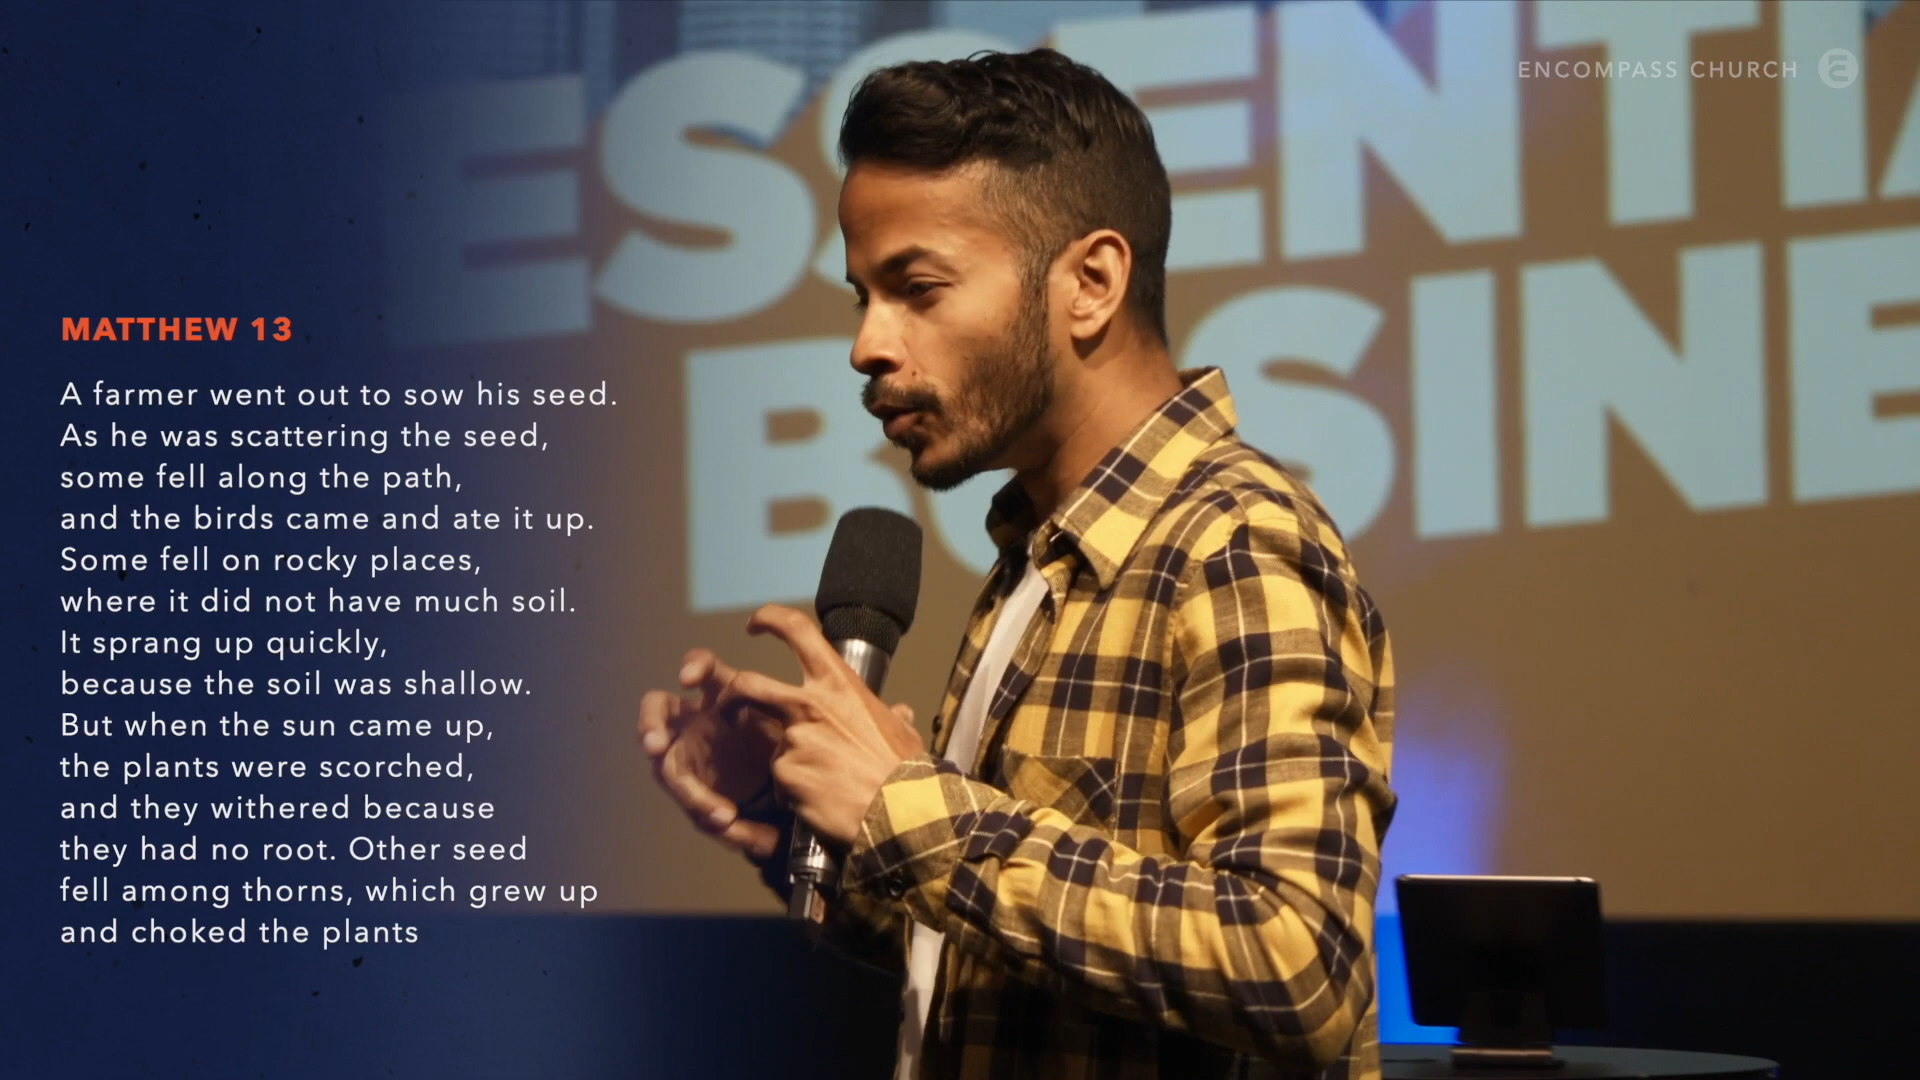 ENCOMPASS CHURCH
ESSENTIA
BUSINE
MATTHEW 13
A farmer went out to sow his seed.
As he was scattering the seed,
some fell along the path,
and the birds came and ate it up.
Some fell on rocky places,
where it did not have much soil.
It sprang up quickly,
because the soil was shallow.
But when the sun came up,
the plants were scorched,
and they withered because
they had no root. Other seed
fell among thorns, which grew up
and choked the plants